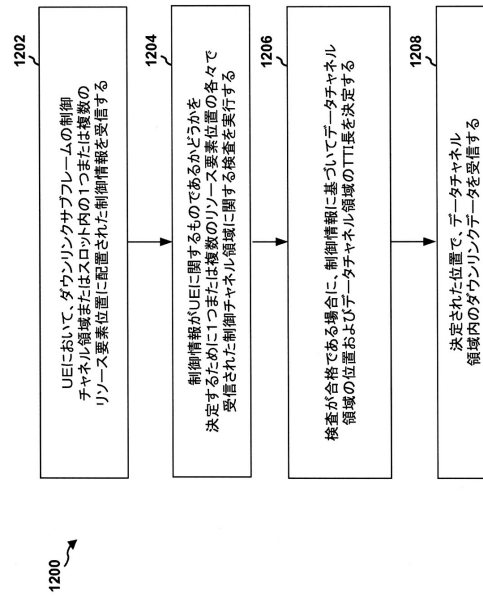 1200
1202
UEにおいて、ダウンリンクサブフレームの制御
チャネル領域またはスロット内の1つまたは複数の
リソース要素位置に配置された制御情報を受信する
1204
制御情報がUEに関するものであるかどうかを
決定するために1つまたは複数のリソース要素位置の各々で
受信された制御チャネル領域に関する検査を実行する
1206
検査が合格である場合に、制御情報に基づいてデータチャネル
領域の位置およびデータチャネル領域のTTI長を決定する
1208
決定された位置で、データチャネル
領域内のダウンリンクデータを受信する